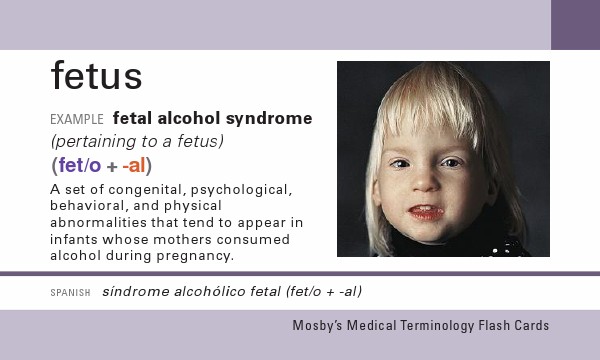 fetus
EXAMPLE fetal alcohol syndrome
(pertaining to a fetus)
(fet/o + -al)
A set of congenital, psychological,
behavioral, and physical
abnormalities that tend to appear in
infants whose mothers consumed
alcohol during pregnancy.
SPANISH síndrome alcohólico fetal (fet/o + -al)
Mosby's Medical Terminology Flash Cards